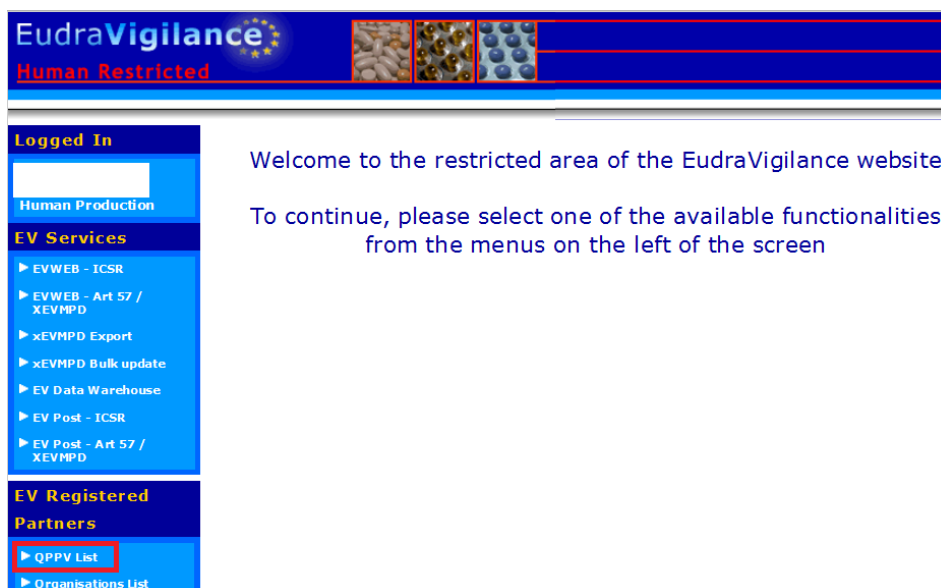 EudraVigilance
Human Restricted
Logged In
Human Production
EV Services
EVWEB - ICSR
EVWEB - Art 57 /
XEVMPD
xEVMPD Export
xEVMPD Bulk update
EV Data Warehouse
EV Post - ICSR
EV Post - Art 57 /
XEVMPD
EV Registered
Partners
QPPV List
Organisations List
Welcome to the restricted area of the EudraVigilance website
To continue, please select one of the available functionalities
from the menus on the left of the screen